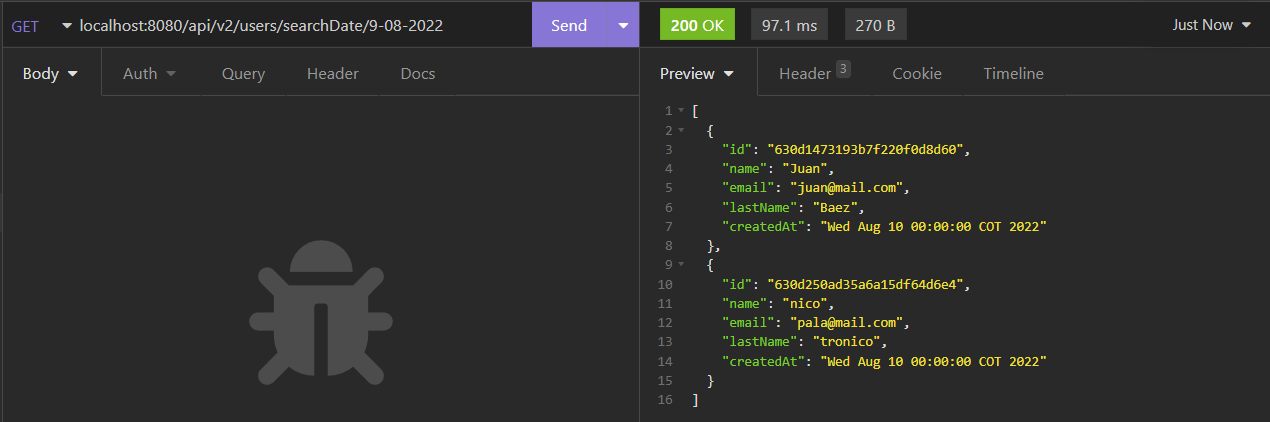 GET localhost:8080/api/v2/users/searchDate/9-08-2022 Send
200 OK 97.1 ms 270 B Just Now
Body Auth Query Header Docs
Preview Header 3 Cookie Timeline
1 [
2 {
3 "id": "630d1473193b7f220f0d8d60",
4 "name": "Juan",
5 "email": "juan@mail.com",
6 "lastName": "Baez",
7 "createdAt": "Wed Aug 10 00:00:00 COT 2022"
8 },
9 {
10 "id": "630d250ad35a6a15df64d6e4",
11 "name": "nico",
12 "email": "pala@mail.com",
13 "lastName": "tronico",
14 "createdAt": "Wed Aug 10 00:00:00 COT 2022"
15 }
16 ]